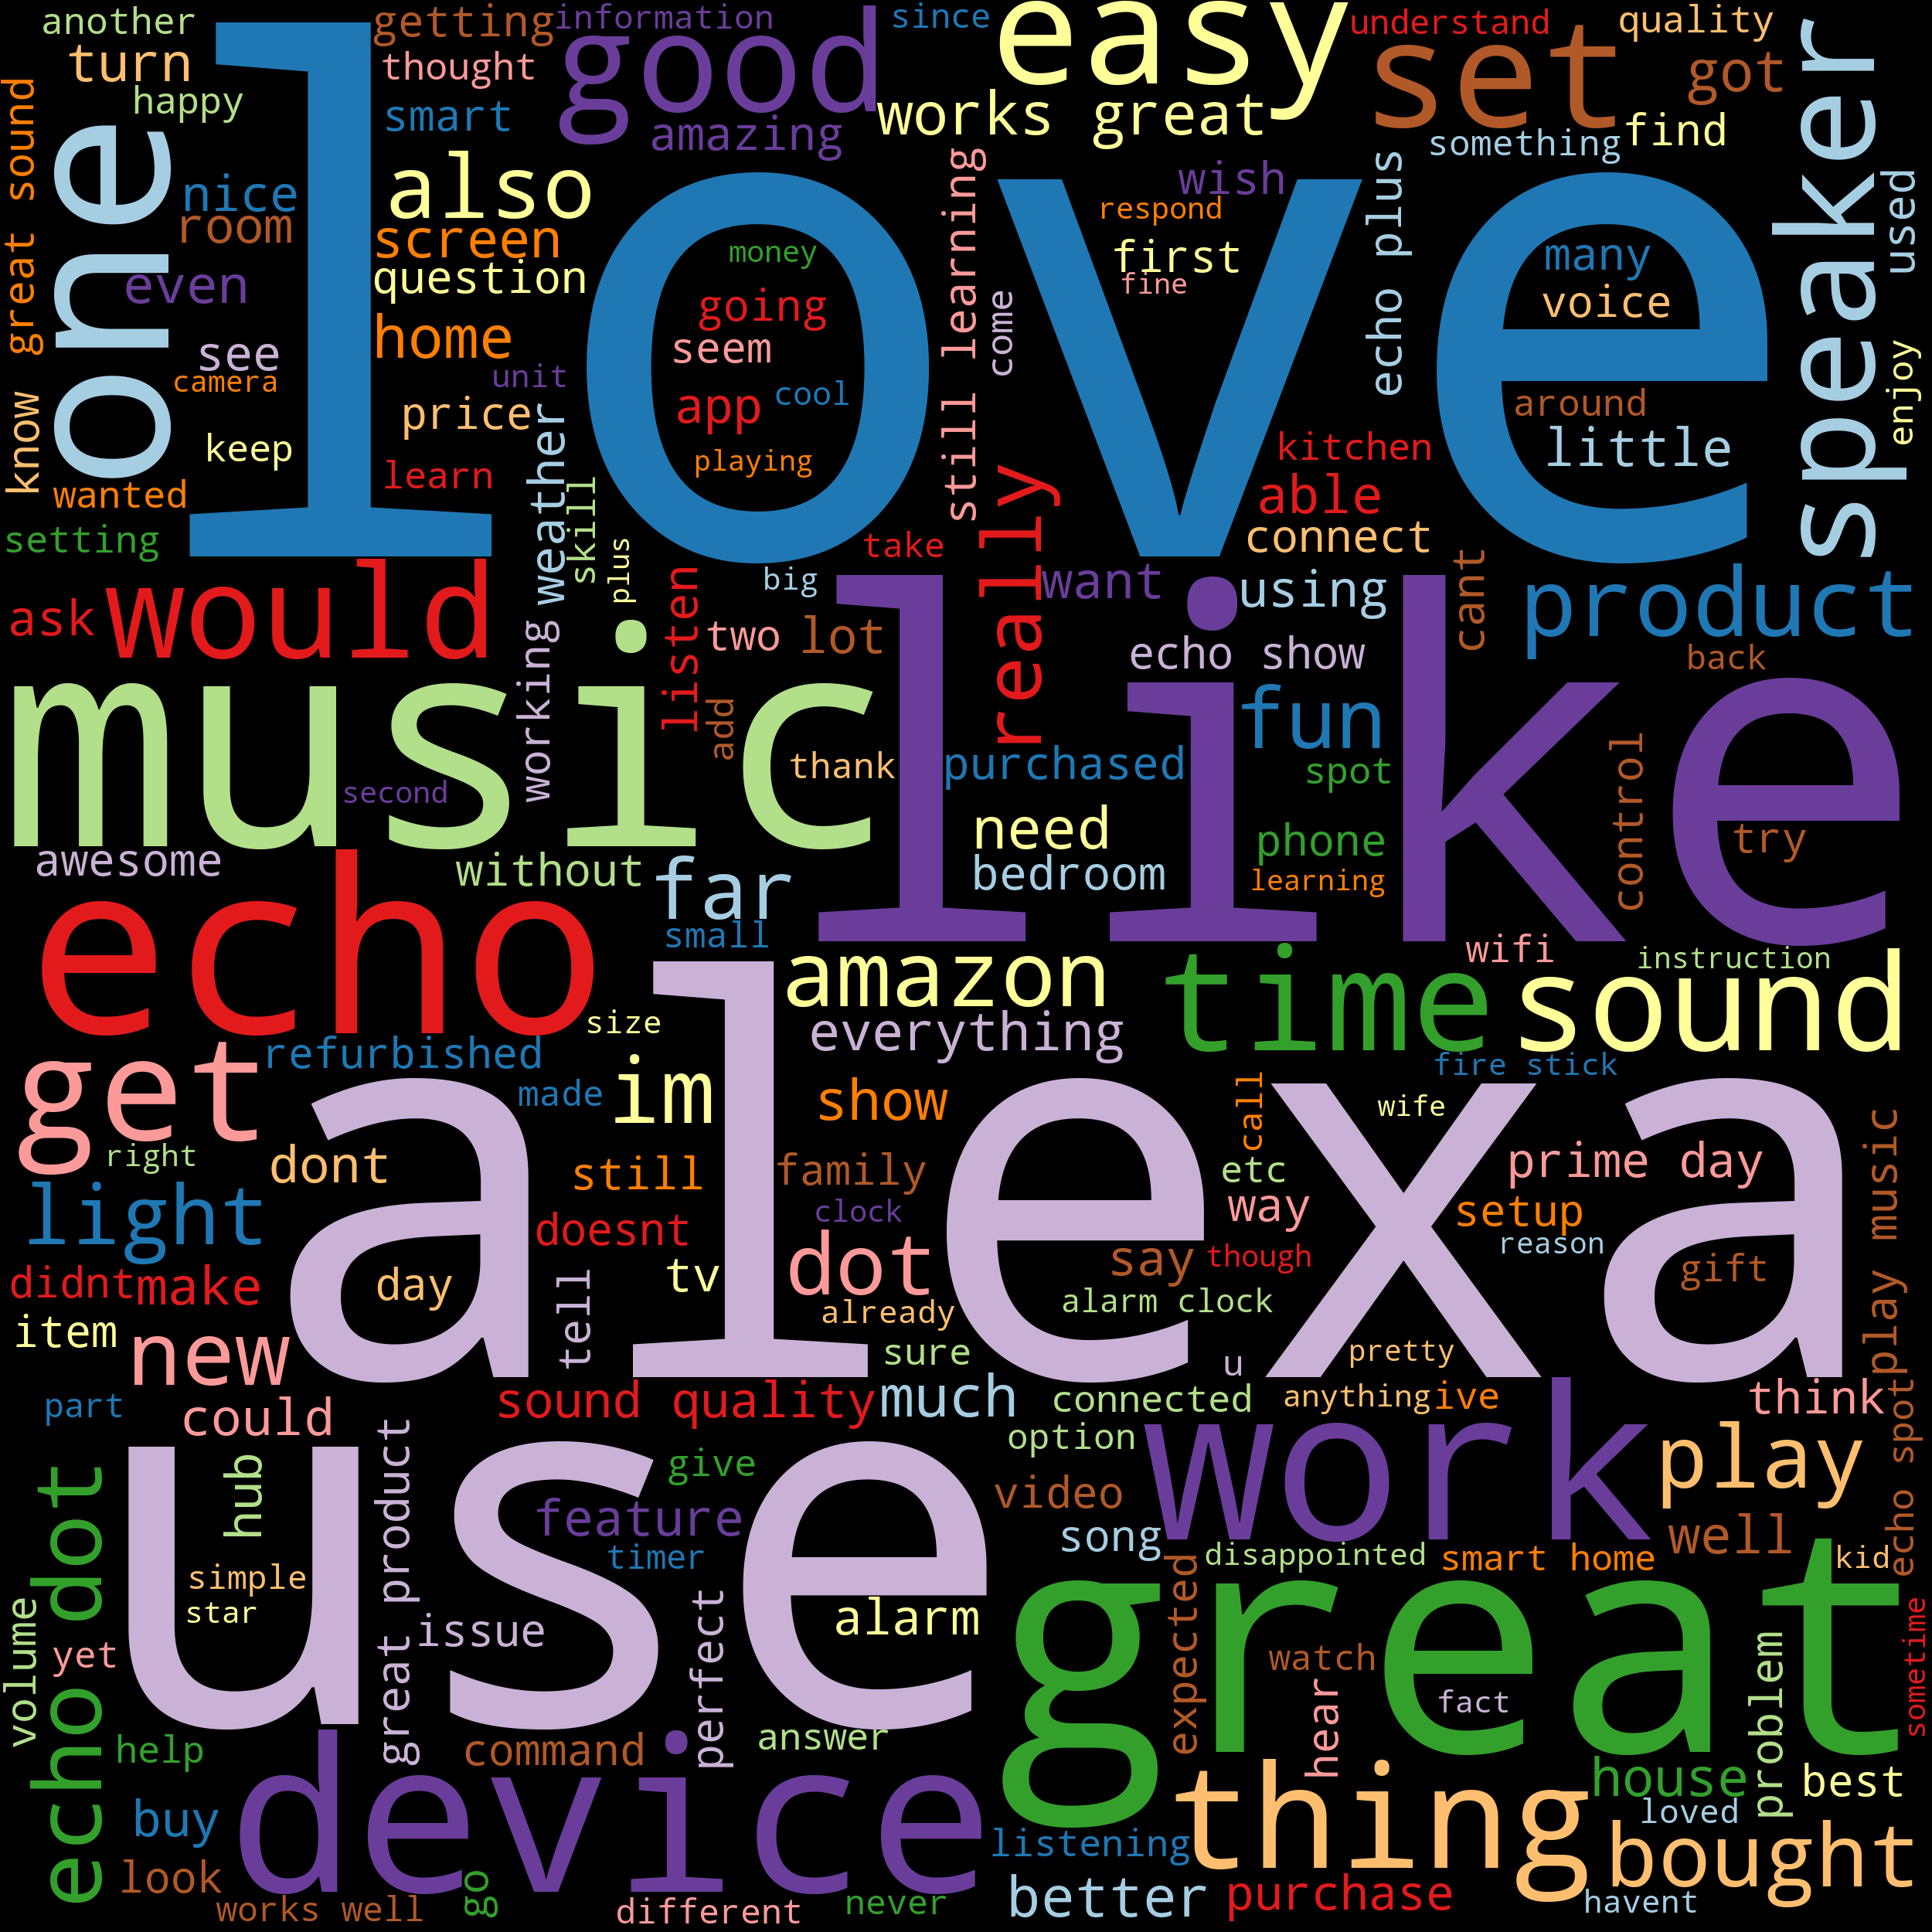 another
getting
information
since
easy
understand
quality
turn
thought
good
set
got
speaker
happy
smart
amazing
works great
something
find
one
love
also
wish
echo plus
used
great sound
nice
room
screen
respond
first
fine
money
many
voice
even
question
going
still learning
come
see
home
seem
camera
unit
app
cool
around
enjoy
know
price
little
keep
learn
weather
playing
kitchen
wanted
skill
really
able
setting
connect
take
plus
big
want
using
cant
product
ask
would
listen
two
lot
like
echo show
back
working
music
add
fun
second
thank
purchased
spot
control
need
phone
try
awesome
without
far
bedroom
learning
echo
small
amazon
time
wifi
instruction
sound
size
everything
get
refurbished
fire stick
made
im
show
call
wife
right
dont
alexa
still
family
etc
prime day
play music
light
clock
way
setup
doesnt
dot
say
though
reason
didnt
make
day
tell
tv
gift
item
already
alarm clock
new
sure
u
pretty
part
could
sound quality
much
connected
anything
ive
think
use
option
work
play
echo spot
great product
hub
give
echo dot
feature
video
song
well
timer
disappointed
smart home
kid
simple
star
volume
issue
perfect
alarm
great
expected
yet
watch
hear
fact
problem
sometime
help
command
answer
device
thing
house
best
buy
listening
loved
bought
look
go
better
purchase
works well
different
never
havent